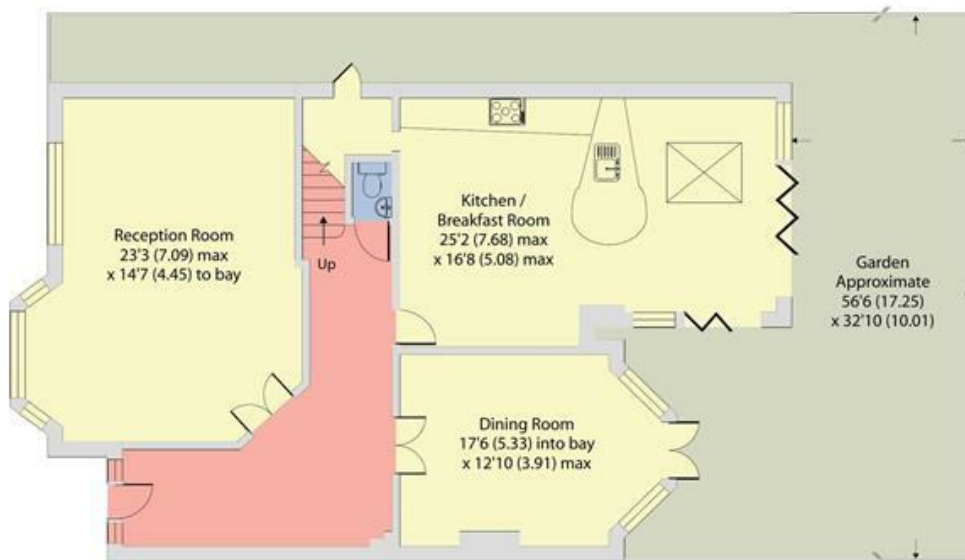 Reception Room
23'3 (7.09) max
x 14'7 (4.45) to bay
Up
Kitchen /
Breakfast Room
25'2 (7.68) max
x 16'8 (5.08) max
Garden
Approximate
56'6 (17.25)
x 32'10 (10.01)
Dining Room
17'6 (5.33) into bay
x 12'10 (3.91) max